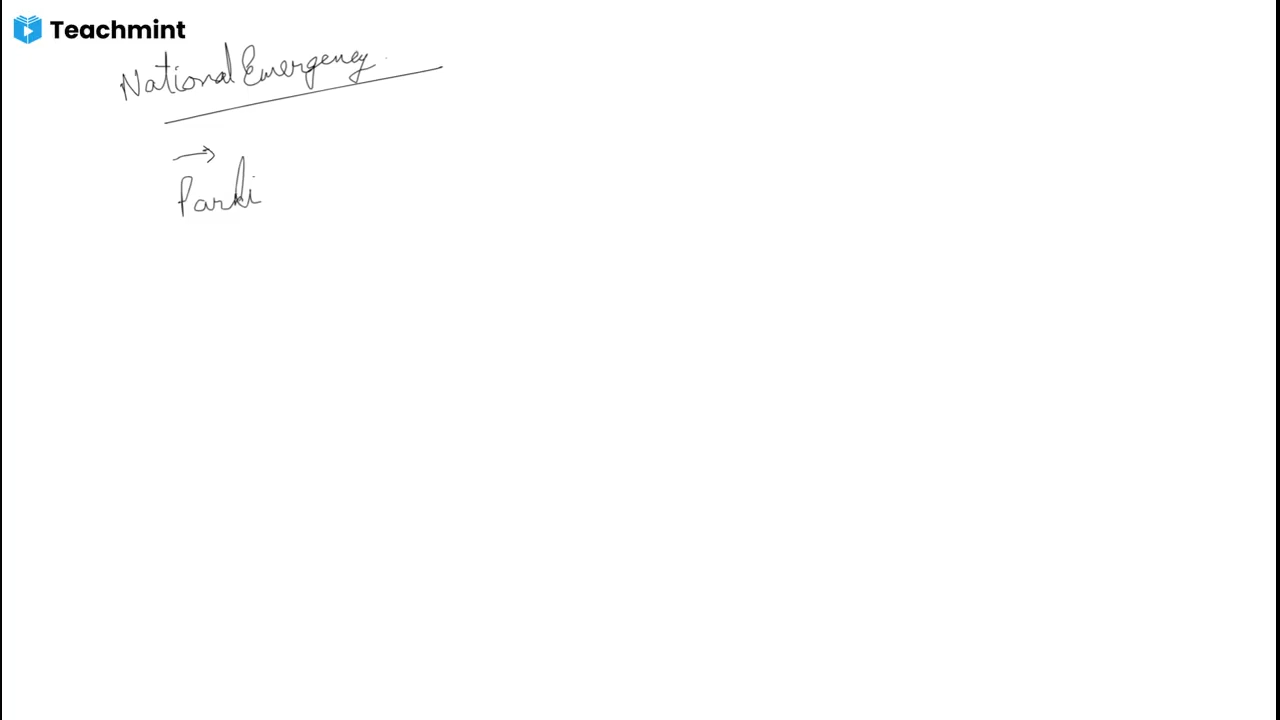 Teachmint
National Emergency
→
Parli